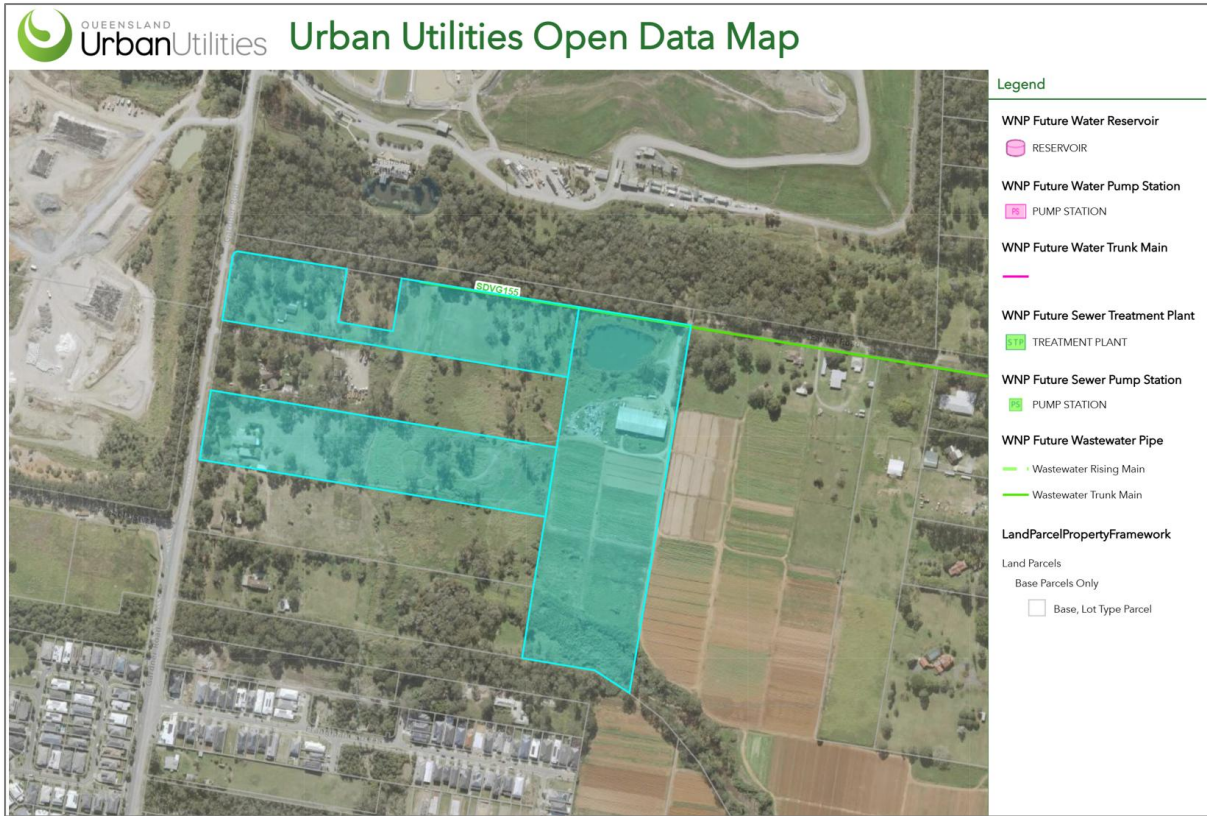 QUEENSLAND
UrbanUtilities
Urban Utilities Open Data Map
SDVG155
Legend
WNP Future Water Reservoir
RESERVOIR
WNP Future Water Pump Station
PS
PUMP STATION
WNP Future Water Trunk Main
WNP Future Sewer Treatment Plant
STP
TREATMENT PLANT
WNP Future Sewer Pump Station
PS
PUMP STATION
WNP Future Wastewater Pipe
Wastewater Rising Main
Wastewater Trunk Main
LandParcelPropertyFramework
Land Parcels
Base Parcels Only
Base, Lot Type Parcel